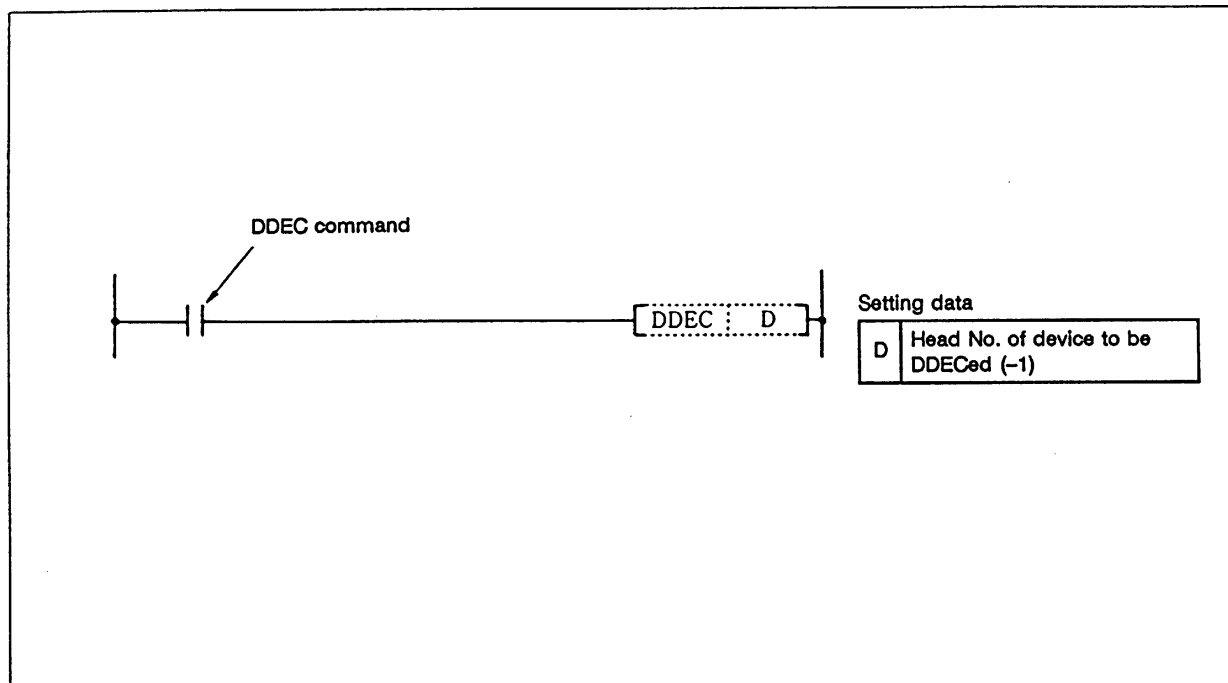 DDEC command
DDEC D
Setting data
D Head No. of device to be
DDECed (–1)